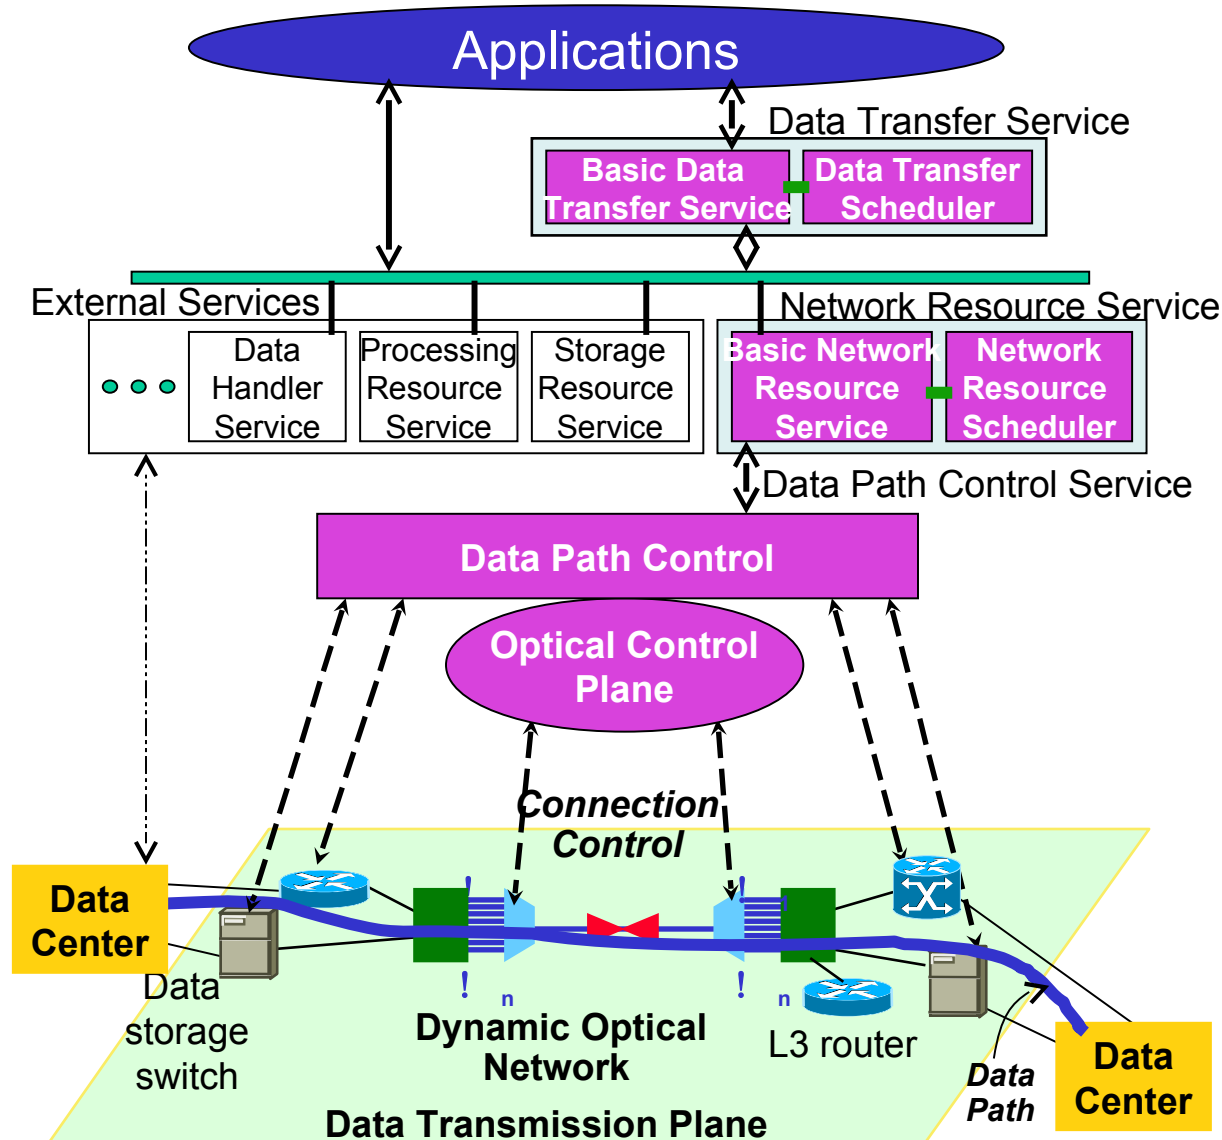 Applications
Data Transfer Service
Basic Data
Transfer Service
Data Transfer
Scheduler
External Services
Network Resource Service
Data
Handler
Service
Processing
Resource
Service
Storage
Resource
Service
Basic Network
Resource
Service
Network
Resource
Scheduler
Data Path Control Service
Data Path Control
Optical Control
Plane
Connection
Control
Data
Center
!
!
!
n
!
n
Data
storage
switch
Dynamic Optical
Network
L3 router
Data
Path
Data
Center
Data Transmission Plane